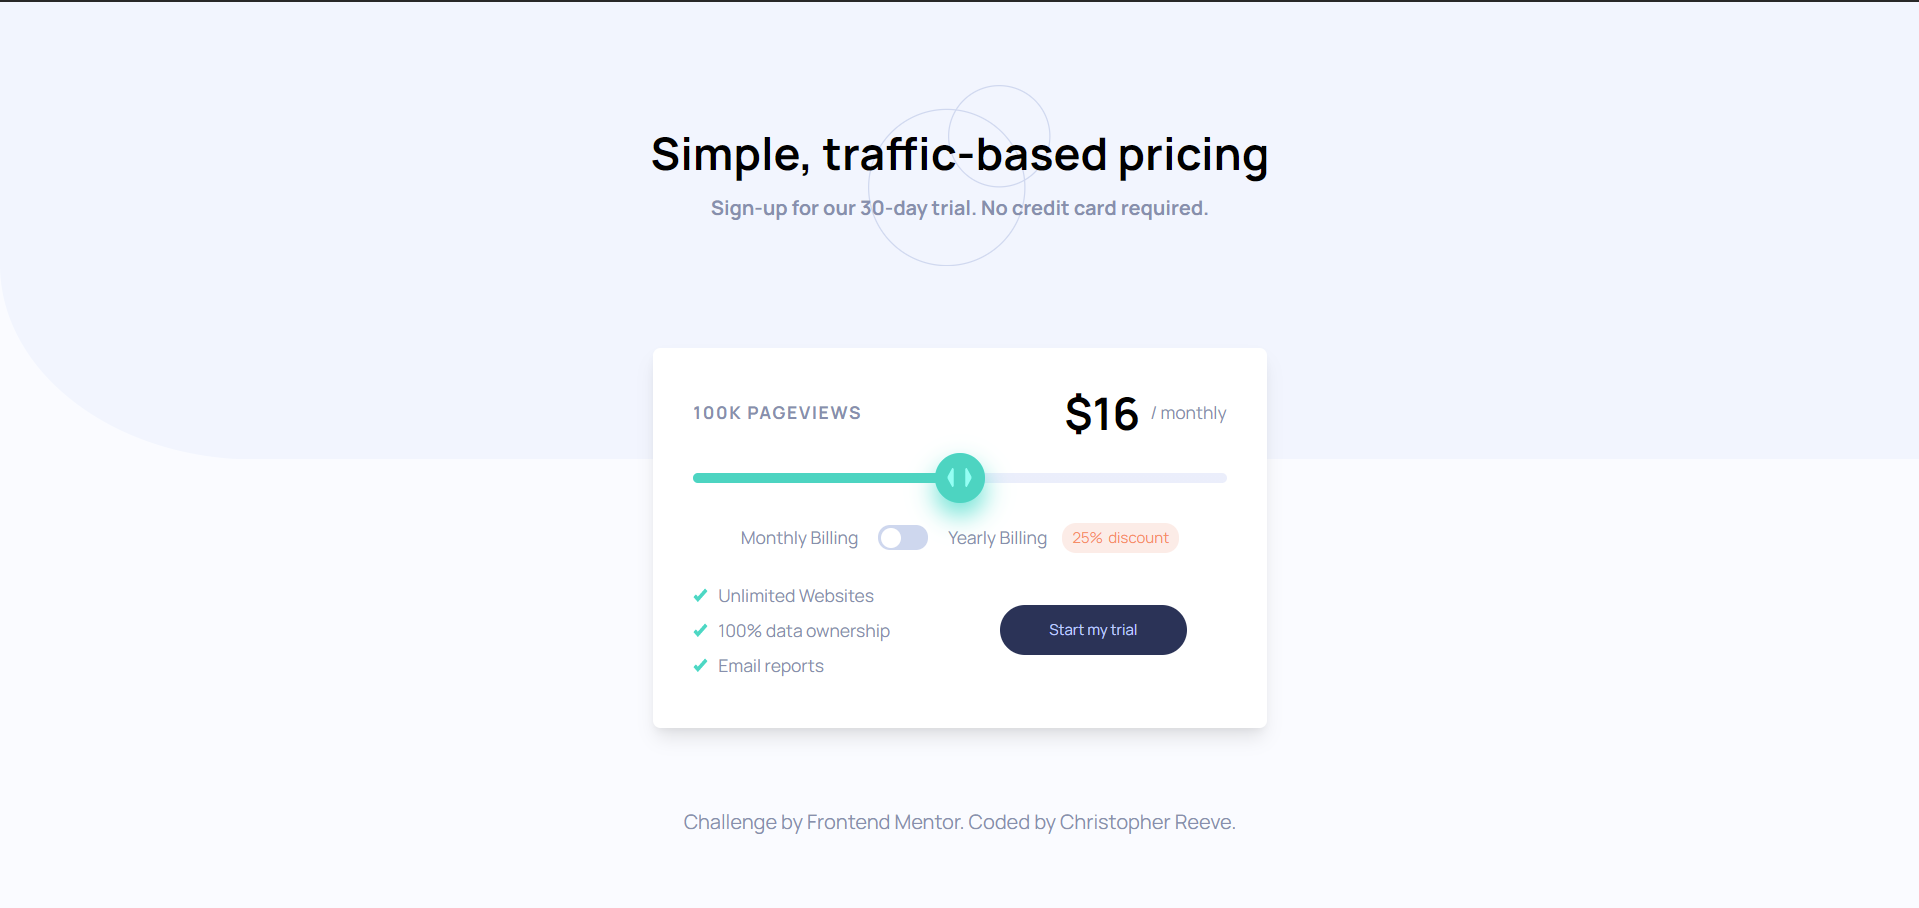 Simple, traffic-based pricing
Sign-up for our 30-day trial. No credit card required.
100K PAGEVIEWS
$16 / monthly
Monthly Billing
Yearly Billing
25% discount
Unlimited Websites
100% data ownership
Email reports
Start my trial
Challenge by Frontend Mentor. Coded by Christopher Reeve.